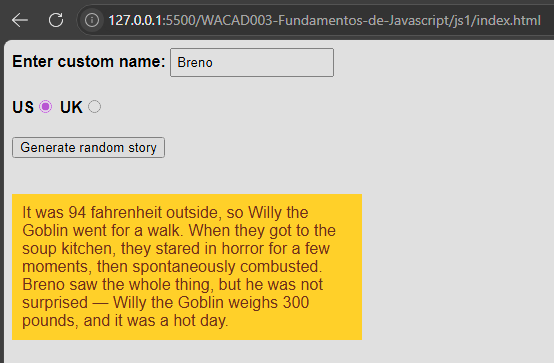 127.0.0.1:5500/WACAD003-Fundamentos-de-Javascript/js1/index.html
Enter custom name: Breno
US UK
Generate random story
It was 94 fahrenheit outside, so Willy the
Goblin went for a walk. When they got to the
soup kitchen, they stared in horror for a few
moments, then spontaneously combusted.
Breno saw the whole thing, but he was not
surprised — Willy the Goblin weighs 300
pounds, and it was a hot day.